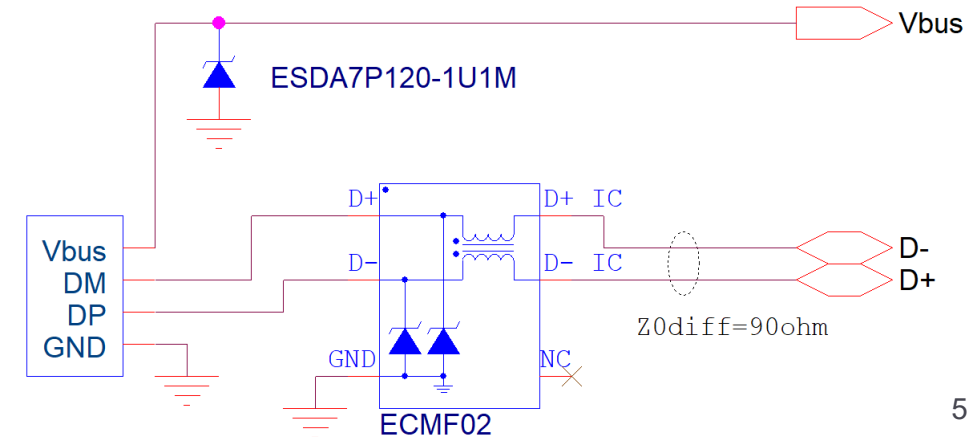 Vbus
ESDA7P120-1U1M
D+
D+ IC
Vbus
DM
DP
GND
D-
D- IC
D-
D+
Z0diff=90ohm
GND
NC
ECMF02
5